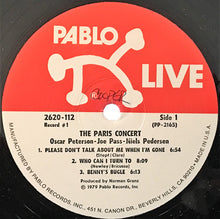 PABLO
LIVE
2620-112
Record #1
THE PARIS CONCERT
Oscar Peterson-Joe Pass-Niels Pedersen
Side 1
(PP-2165)
1. PLEASE DON'T TALK ABOUT ME WHEN I'M GONE 6:54
(Stept/Clare)
2. WHO CAN I TURN TO 8:09
(Newley/Bricusse)
3. BENNY'S BUGLE 6:13
Produced by Norman Granz
℗ 1979 Pablo Records, Inc.
MANUFACTURED BY PABLO RECORDS, INC., 451 N. CANON DR., BEVERLY HILLS, CA 90210 PRINTED IN U.S.A.